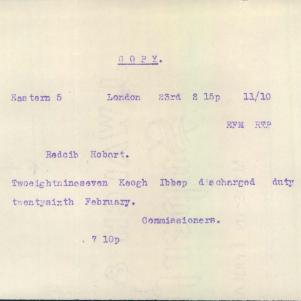 COPY.
Eastern 5 London 23rd 2 15p 11/10
EFM RTP
Redcib Hobart.
Twoeightnineseven Keogh Ibbep discharged duty
twentysixth February.
Commissioners.
7 10p